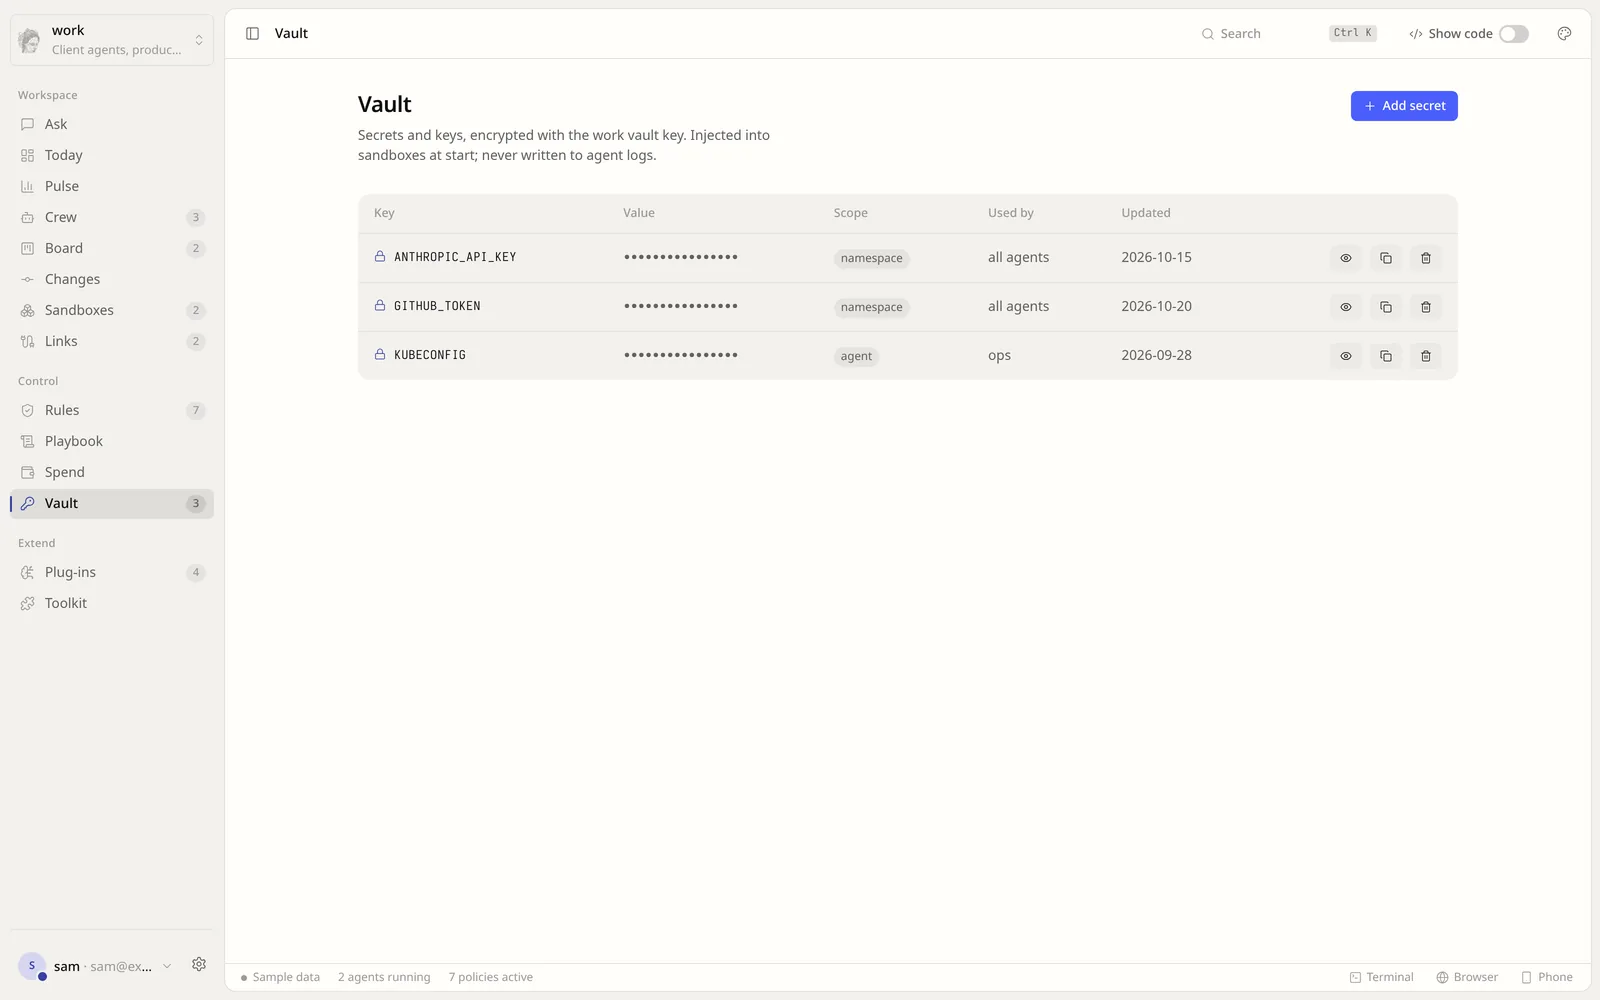 work
Client agents, produc...
Workspace
Ask
Today
Pulse
Crew 3
Board 2
Changes
Sandboxes 2
Links 2
Control
Rules 7
Playbook
Spend
Vault 3
Extend
Plug-ins 4
Toolkit
S sam · sam@ex...
Vault
Search Ctrl K
</> Show code
Vault
+ Add secret
Secrets and keys, encrypted with the work vault key. Injected into
sandboxes at start; never written to agent logs.
Key Value Scope Used by Updated
ANTHROPIC_API_KEY •••••••••••••••• namespace all agents 2026-10-15
GITHUB_TOKEN •••••••••••••••• namespace all agents 2026-10-20
KUBECONFIG •••••••••••••••• agent ops 2026-09-28
Sample data 2 agents running 7 policies active
Terminal Browser Phone